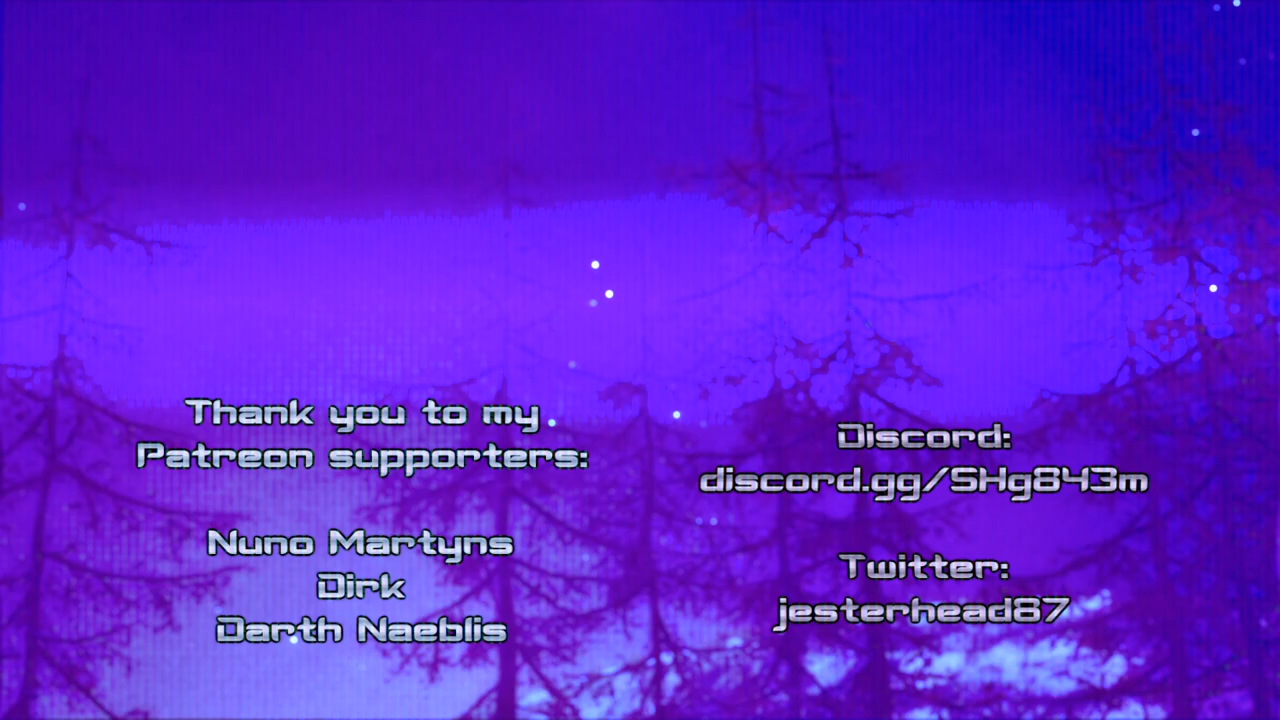 Thank you to my
Patreon supporters:
Nuno Martyns
Dirk
Darth Naeblis
Discord:
discord.gg/SHg843m
Twitter:
jesterhead87